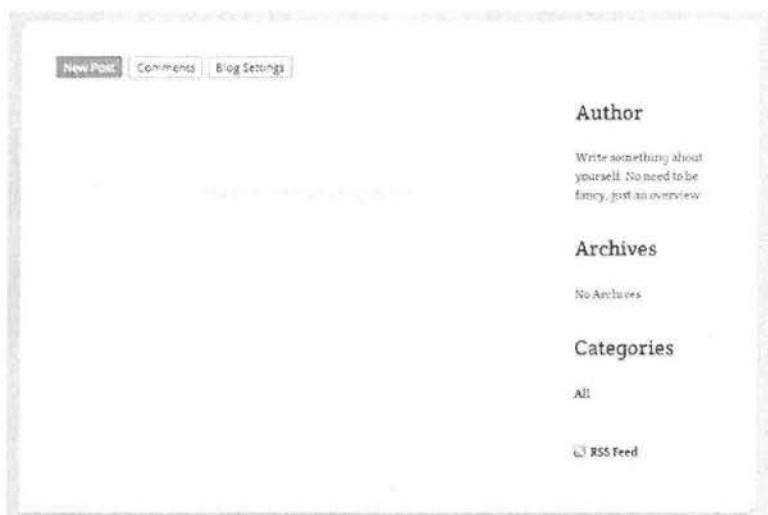 New Post Comments Blog Settings
Author
Write something about
yourself. No need to be
fancy, just an overview
Archives
No Archives
Categories
All
RSS Feed